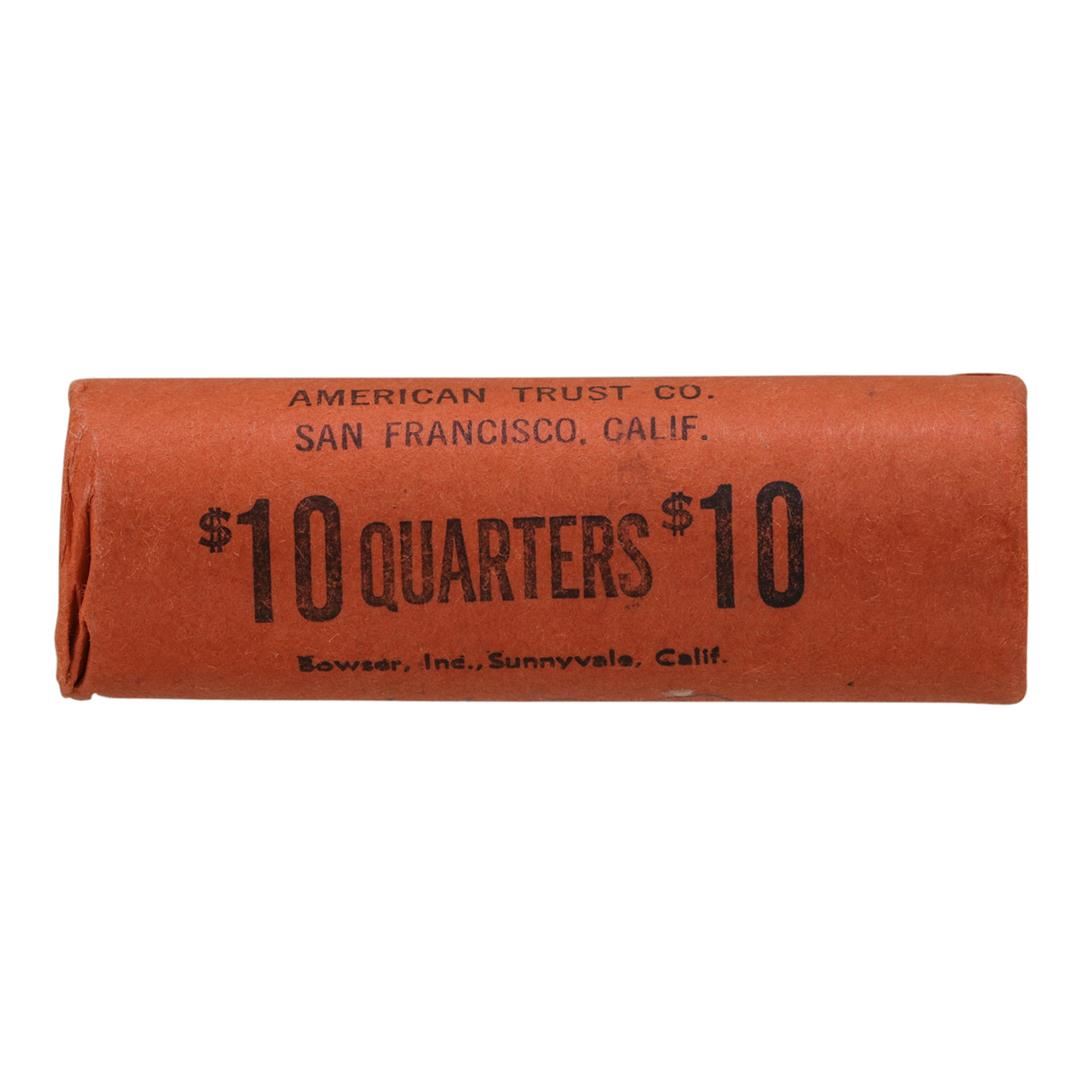 AMERICAN TRUST CO.
SAN FRANCISCO, CALIF.
$10 QUARTERS $10
Bowser, Inc., Sunnyvale, Calif.